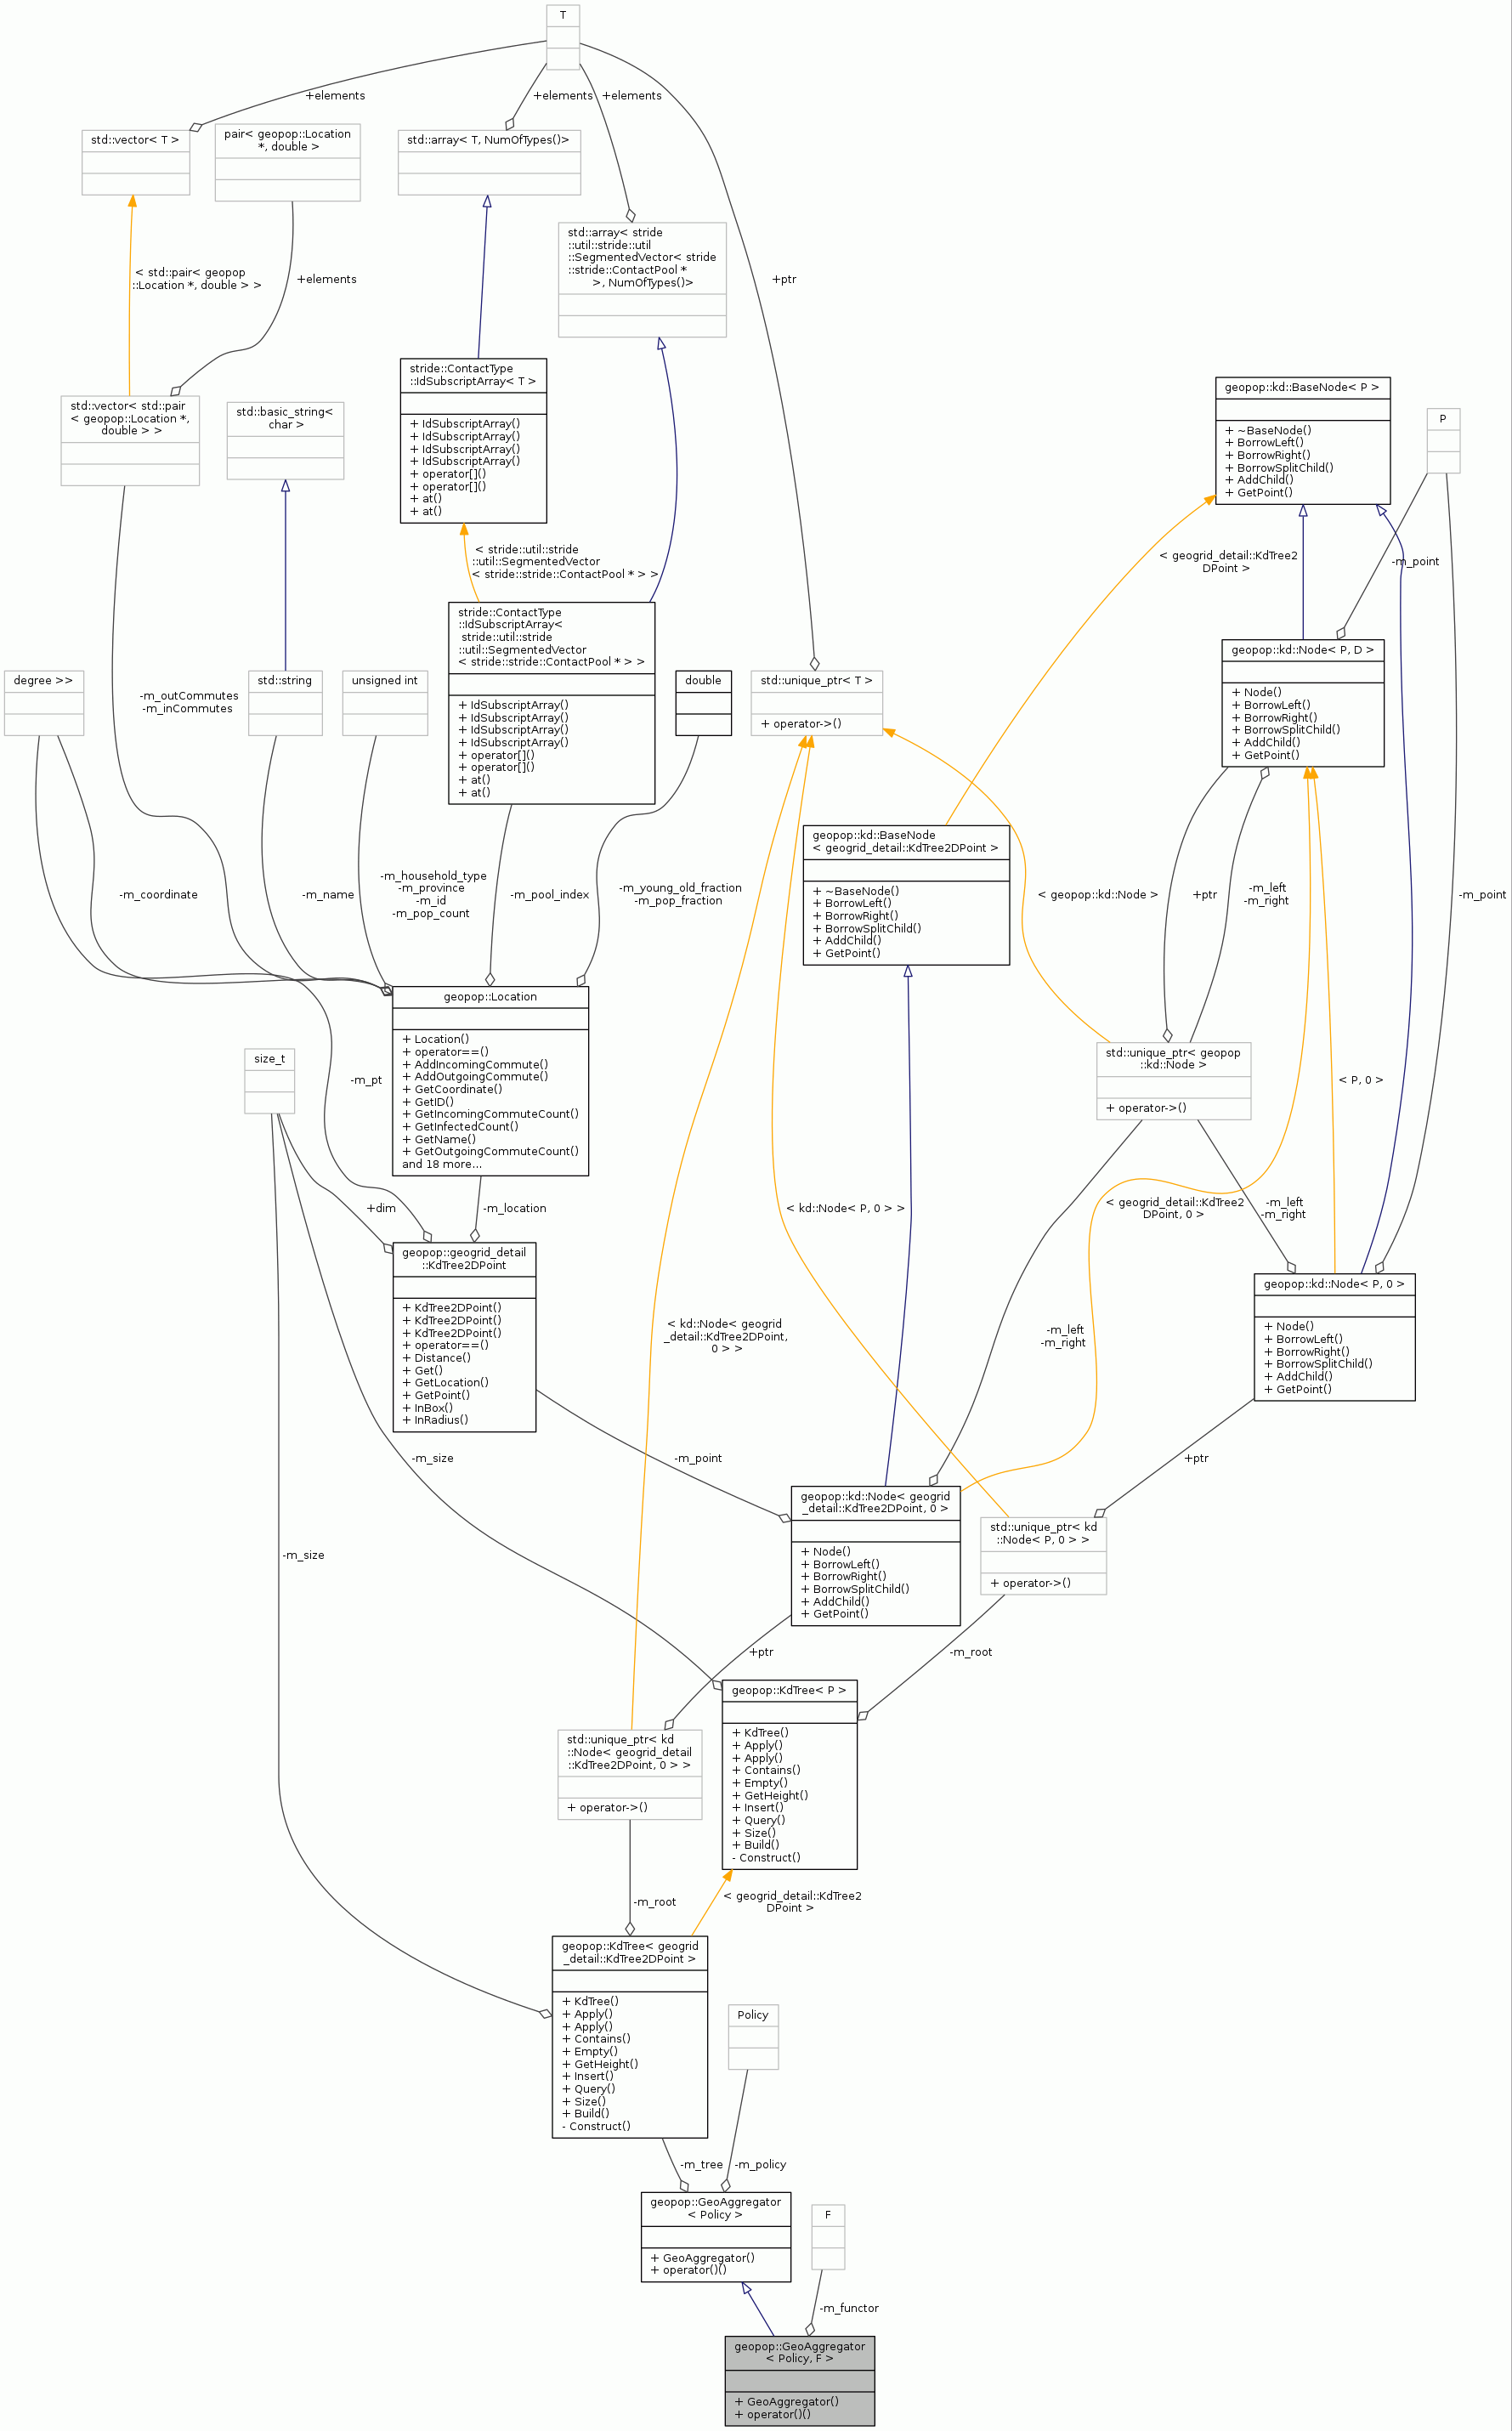 T
+elements
+elements
+elements
std::vector< T >
pair< geopop::Location
*, double >
std::array< T, NumOfTypes()>
std::array< stride
::util::stride::util
::SegmentedVector< stride
::stride::ContactPool *
>, NumOfTypes()>
< std::pair< geopop
::Location *, double > >
+elements
+ptr
stride::ContactType
::IdSubscriptArray< T >
+ IdSubscriptArray()
+ IdSubscriptArray()
+ IdSubscriptArray()
+ IdSubscriptArray()
+ operator[]()
+ operator[]()
+ at()
+ at()
geopop::kd::BaseNode< P >
+ ~BaseNode()
+ BorrowLeft()
+ BorrowRight()
+ BorrowSplitChild()
+ AddChild()
+ GetPoint()
P
std::vector< std::pair
< geopop::Location *,
double > >
std::basic_string<
char >
< stride::util::stride
::util::SegmentedVector
< stride::stride::ContactPool * > >
< geogrid_detail::KdTree2
DPoint >
-m_point
stride::ContactType
::IdSubscriptArray<
stride::util::stride
::util::SegmentedVector
< stride::stride::ContactPool * > >
+ IdSubscriptArray()
+ IdSubscriptArray()
+ IdSubscriptArray()
+ IdSubscriptArray()
+ operator[]()
+ operator[]()
+ at()
+ at()
geopop::kd::Node< P, D >
+ Node()
+ BorrowLeft()
+ BorrowRight()
+ BorrowSplitChild()
+ AddChild()
+ GetPoint()
degree >>
-m_outCommutes
-m_inCommutes
std::string
unsigned int
double
std::unique_ptr< T >
+ operator->()
geopop::kd::BaseNode
< geogrid_detail::KdTree2DPoint >
+ ~BaseNode()
+ BorrowLeft()
+ BorrowRight()
+ BorrowSplitChild()
+ AddChild()
+ GetPoint()
-m_coordinate
-m_name
-m_household_type
-m_province
-m_id
-m_pop_count
-m_pool_index
-m_young_old_fraction
-m_pop_fraction
< geopop::kd::Node >
+ptr
-m_left
-m_right
-m_point
geopop::Location
+ Location()
+ operator==()
+ AddIncomingCommute()
+ AddOutgoingCommute()
+ GetCoordinate()
+ GetID()
+ GetIncomingCommuteCount()
+ GetInfectedCount()
+ GetName()
+ GetOutgoingCommuteCount()
and 18 more...
size_t
-m_pt
std::unique_ptr< geopop
::kd::Node >
+ operator->()
< P, 0 >
+dim
-m_location
< kd::Node< P, 0 > >
< geogrid_detail::KdTree2
DPoint, 0 >
-m_left
-m_right
geopop::geogrid_detail
::KdTree2DPoint
+ KdTree2DPoint()
+ KdTree2DPoint()
+ KdTree2DPoint()
+ operator==()
+ Distance()
+ Get()
+ GetLocation()
+ GetPoint()
+ InBox()
+ InRadius()
geopop::kd::Node< P, 0 >
+ Node()
+ BorrowLeft()
+ BorrowRight()
+ BorrowSplitChild()
+ AddChild()
+ GetPoint()
< kd::Node< geogrid
_detail::KdTree2DPoint,
0 > >
-m_left
-m_right
-m_size
-m_point
+ptr
geopop::kd::Node< geogrid
_detail::KdTree2DPoint, 0 >
+ Node()
+ BorrowLeft()
+ BorrowRight()
+ BorrowSplitChild()
+ AddChild()
+ GetPoint()
std::unique_ptr< kd
::Node< P, 0 > >
+ operator->()
-m_size
+ptr
-m_root
geopop::KdTree< P >
+ KdTree()
+ Apply()
+ Apply()
+ Contains()
+ Empty()
+ GetHeight()
+ Insert()
+ Query()
+ Size()
+ Build()
- Construct()
std::unique_ptr< kd
::Node< geogrid_detail
::KdTree2DPoint, 0 > >
+ operator->()
-m_root
< geogrid_detail::KdTree2
DPoint >
geopop::KdTree< geogrid
_detail::KdTree2DPoint >
+ KdTree()
+ Apply()
+ Apply()
+ Contains()
+ Empty()
+ GetHeight()
+ Insert()
+ Query()
+ Size()
+ Build()
- Construct()
Policy
-m_tree
-m_policy
geopop::GeoAggregator
< Policy >
+ GeoAggregator()
+ operator()()
F
-m_functor
geopop::GeoAggregator
< Policy, F >
+ GeoAggregator()
+ operator()()